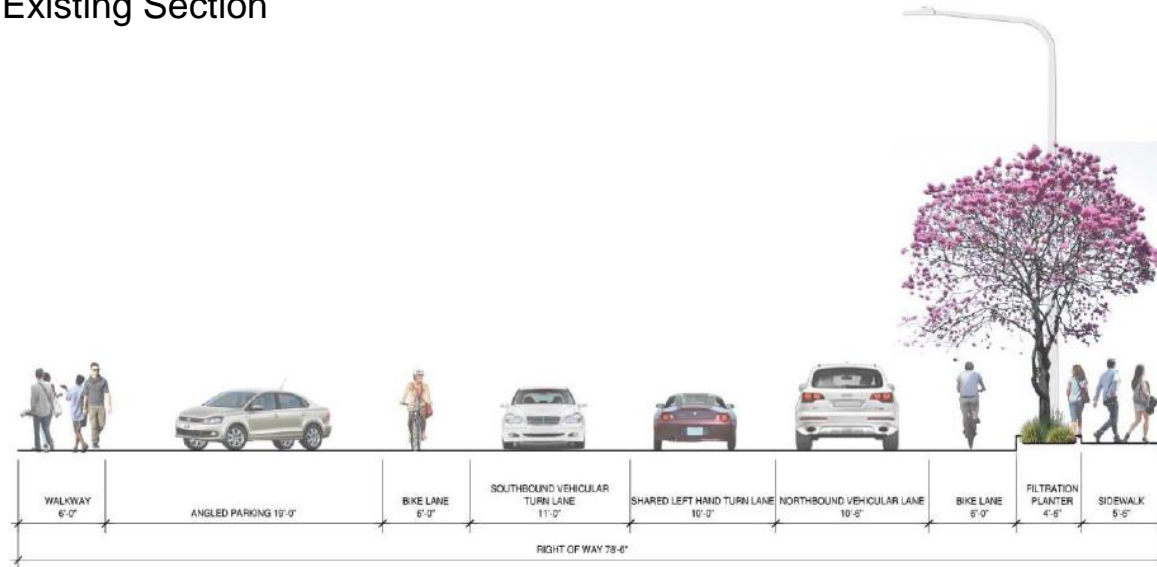 Existing Section
WALKWAY
6'-0"
ANGLED PARKING 19'-0"
BIKE LANE
6'-0"
SOUTHBOUND VEHICULAR
TURN LANE
11'-0"
SHARED LEFT HAND TURN LANE
10'-0"
NORTHBOUND VEHICULAR LANE
10'-6"
BIKE LANE
6'-0"
FILTRATION
PLANTER
4'-6"
SIDEWALK
5'-6"
RIGHT OF WAY 78'-6"